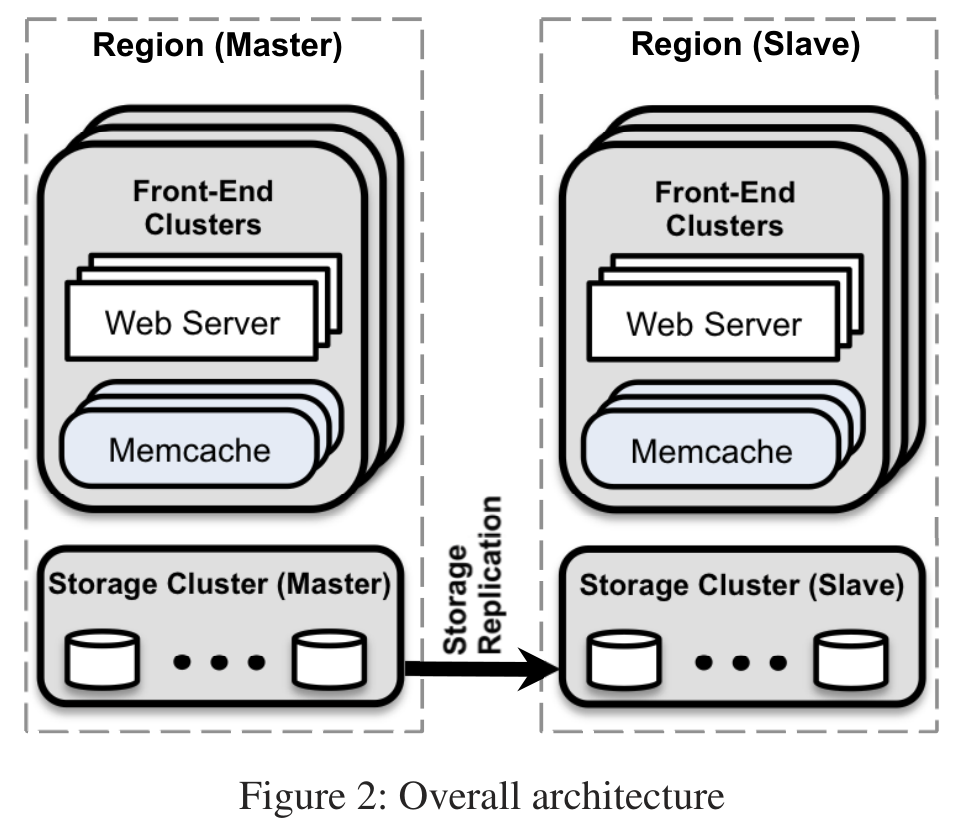 Region (Master)
Front-End
Clusters
Web Server
Memcache
Storage Cluster (Master)
Storage
Replication
Region (Slave)
Front-End
Clusters
Web Server
Memcache
Storage Cluster (Slave)
Figure 2: Overall architecture